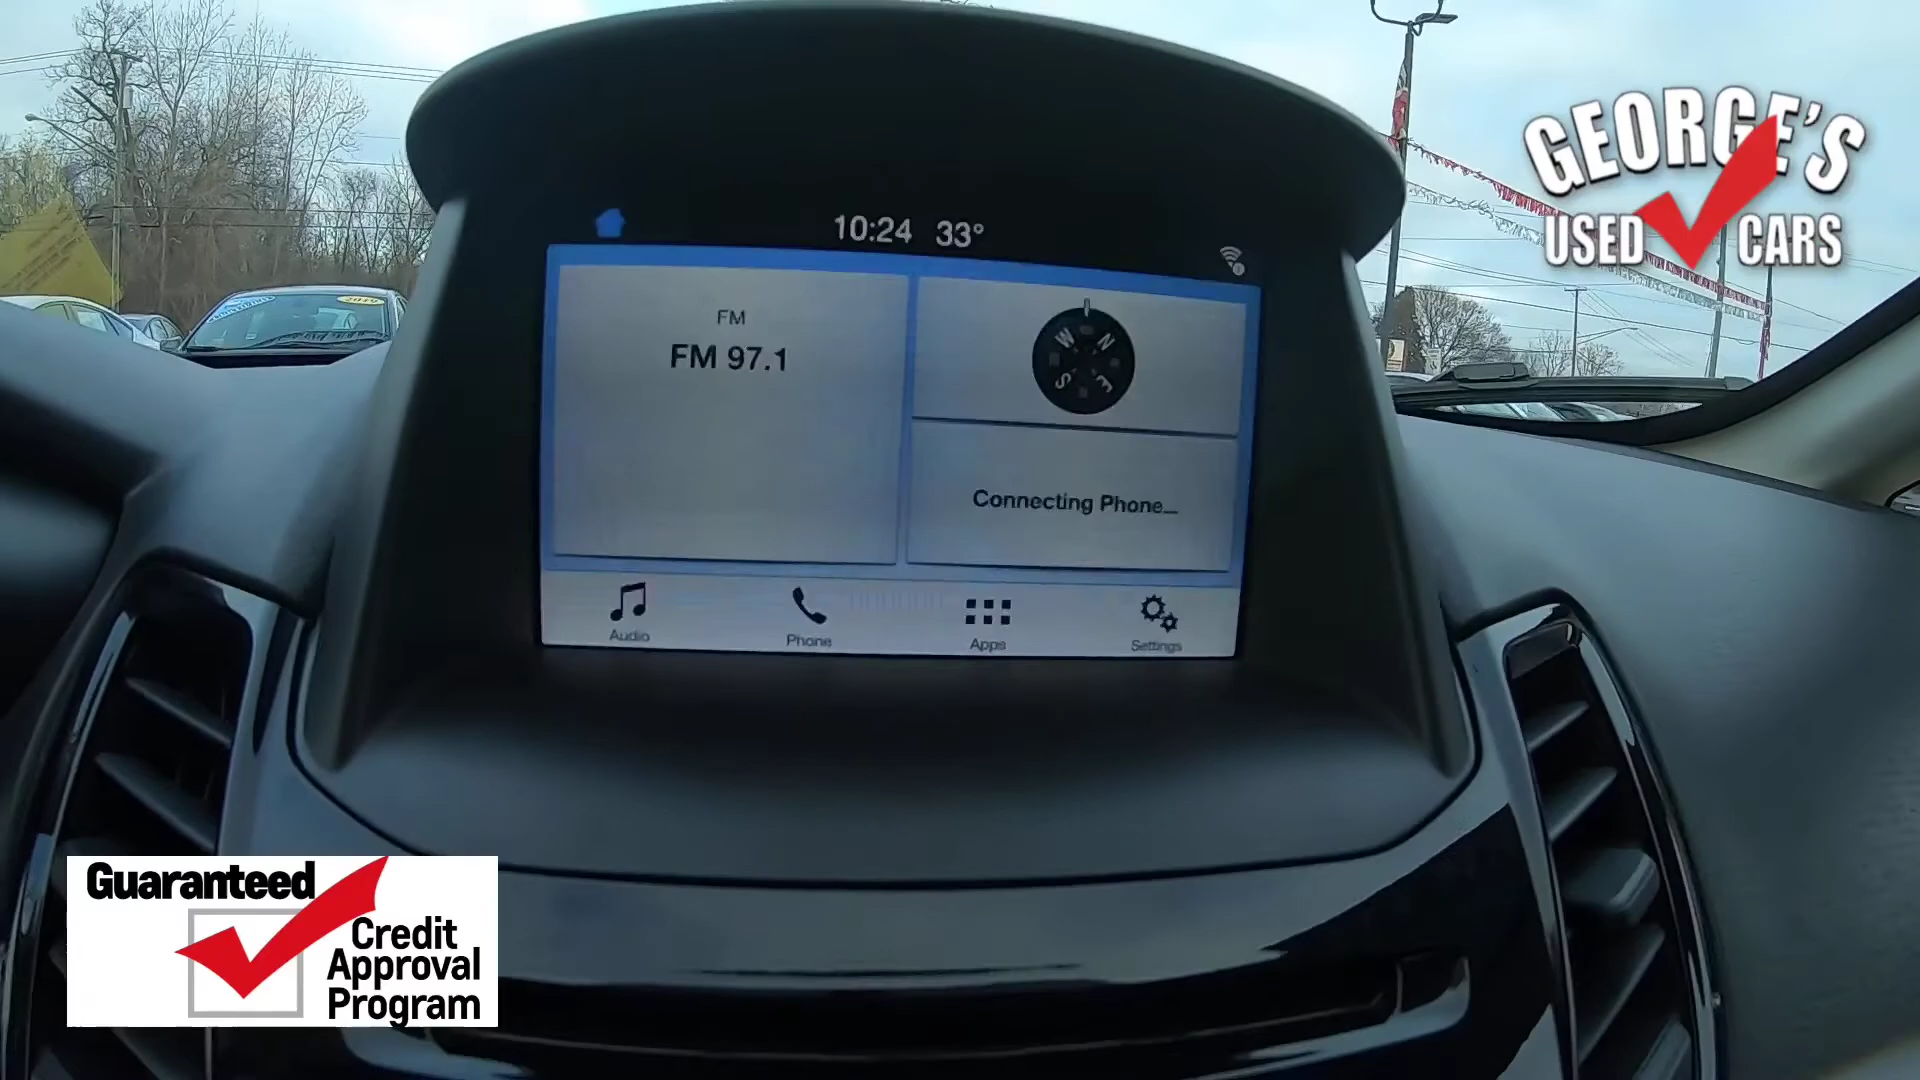 GEORGE'S
USED CARS
2019
10:24 33°
FM
FM 97.1
W N
S E
Connecting Phone...
Audio
Phone
Apps
Settings
Guaranteed
Credit
Approval
Program